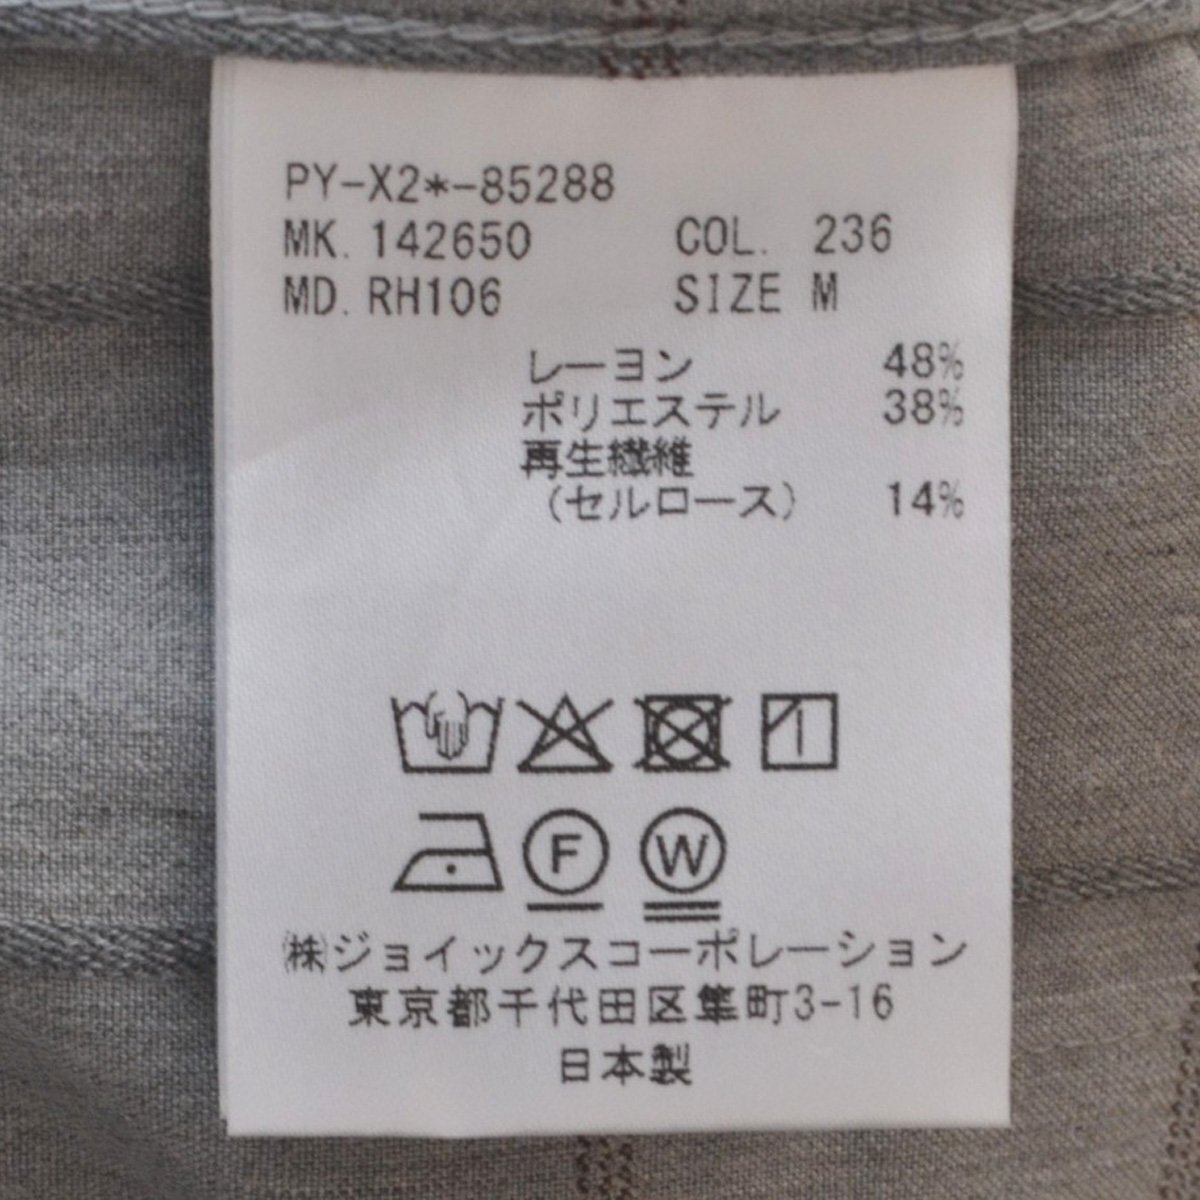 PY-X2*-85288
MK. 142650 COL. 236
MD. RH106 SIZE M
レーヨン 48%
ポリエステル 38%
再生繊維
(セルロース) 14%
F W
㈱ジョイックスコーポレーション
東京都千代田区隼町3-16
日本製